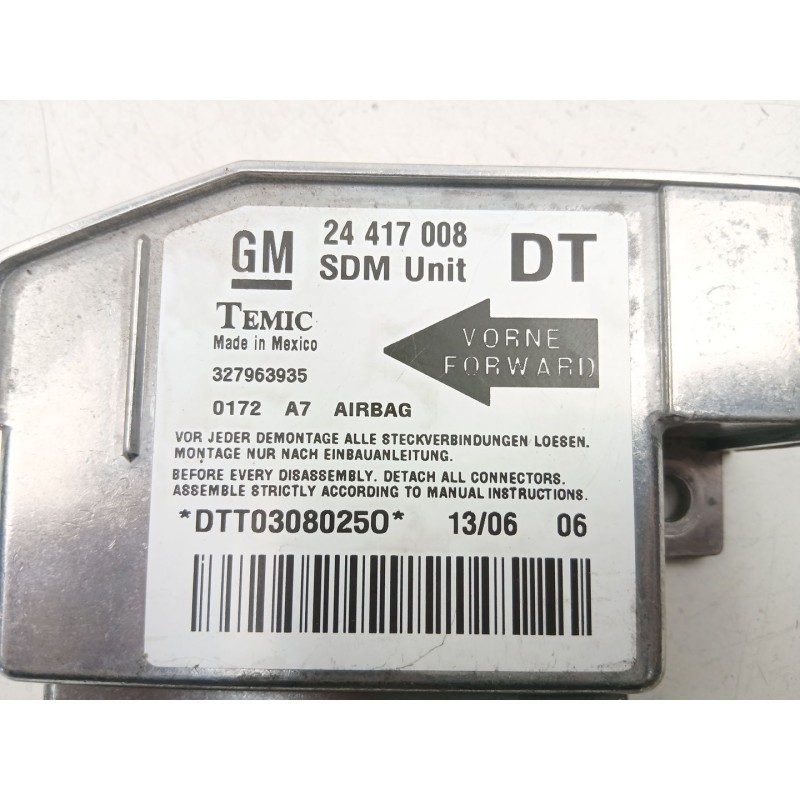 GM 24 417 008 DT
SDM Unit
TEMIC
Made in Mexico
VORNE
FORWARD
327963935
0172 A7 AIRBAG
VOR JEDER DEMONTAGE ALLE STECKVERBINDUNGEN LOESEN.
MONTAGE NUR NACH EINBAUANLEITUNG.
BEFORE EVERY DISASSEMBLY. DETACH ALL CONNECTORS.
ASSEMBLE STRICTLY ACCORDING TO MANUAL INSTRUCTIONS.
*DTT03080250* 13/06 06